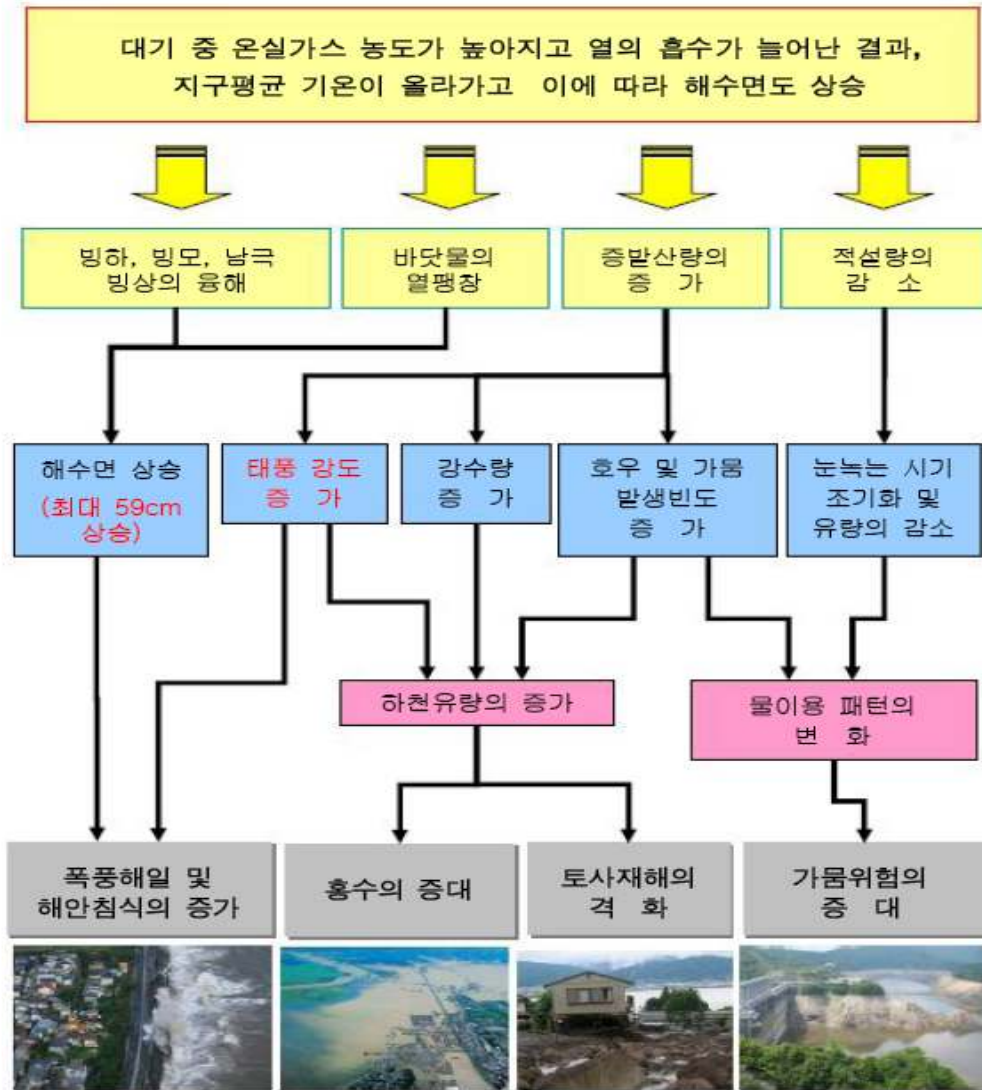 대기 중 온실가스 농도가 높아지고 열의 흡수가 늘어난 결과,
지구평균 기온이 올라가고 이에 따라 해수면도 상승
빙하, 빙모, 남극
빙상의 융해
바닷물의
열팽창
증발산량의
증 가
적설량의
감 소
해수면 상승
(최대 59cm
상승)
태풍 강도
증 가
강수량
증 가
호우 및 가뭄
발생빈도
증 가
눈녹는 시기
조기화 및
유량의 감소
하천유량의 증가
물이용 패턴의
변 화
폭풍해일 및
해안침식의 증가
홍수의 증대
토사재해의
격 화
가뭄위험의
증 대